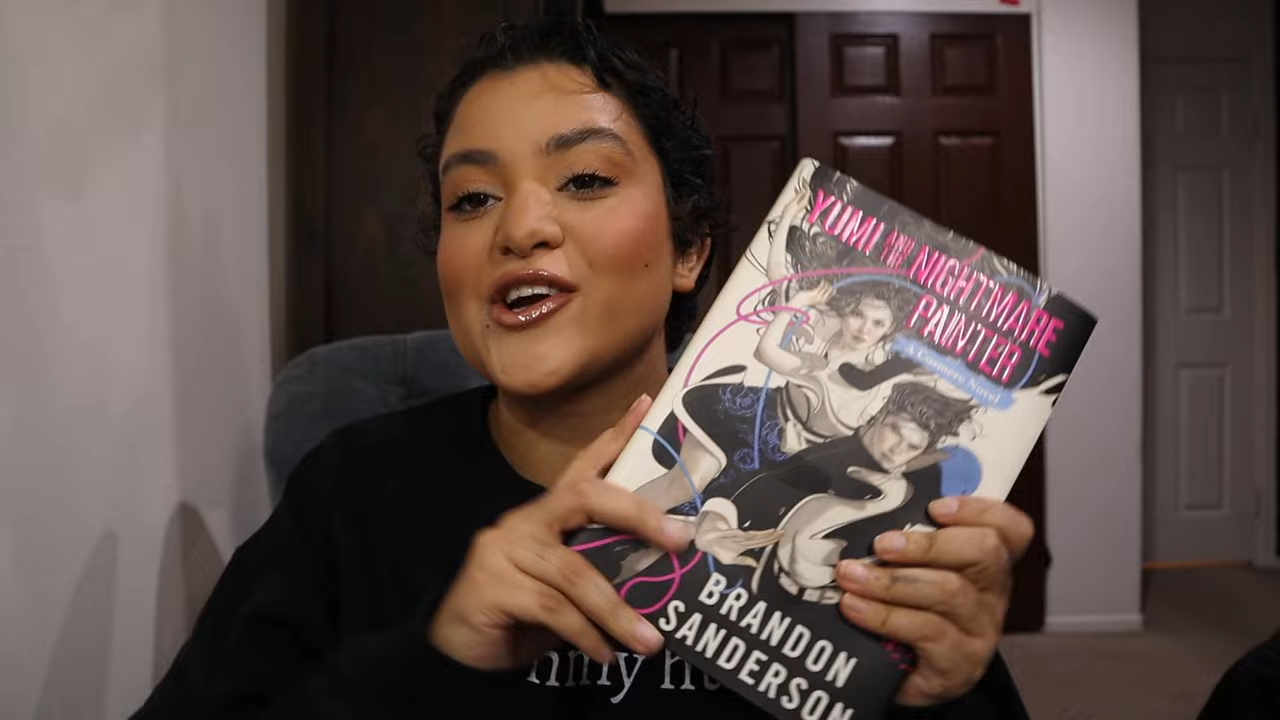 YUMI AND THE NIGHTMARE
PAINTER
A Cosmere Novel
BRANDON
SANDERSON